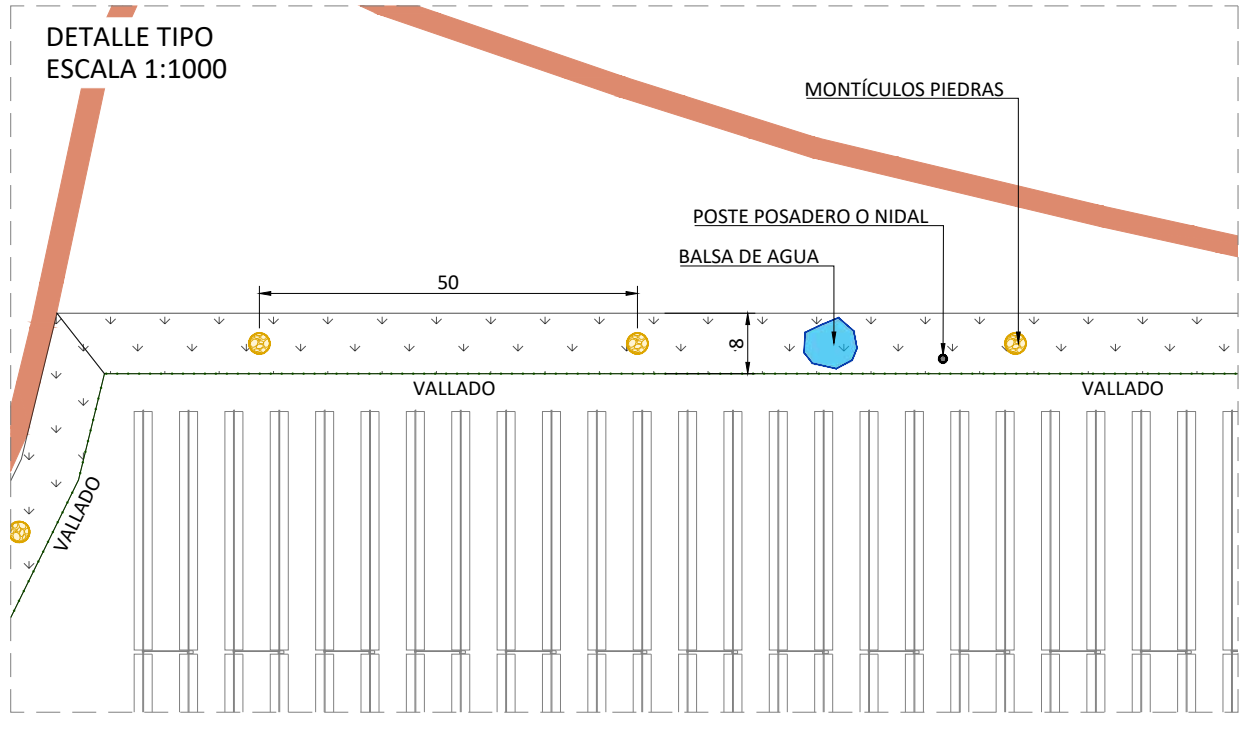 DETALLE TIPO
ESCALA 1:1000
MONTÍCULOS PIEDRAS
POSTE POSADERO O NIDAL
BALSA DE AGUA
50
8
VALLADO
VALLADO
VALLADO